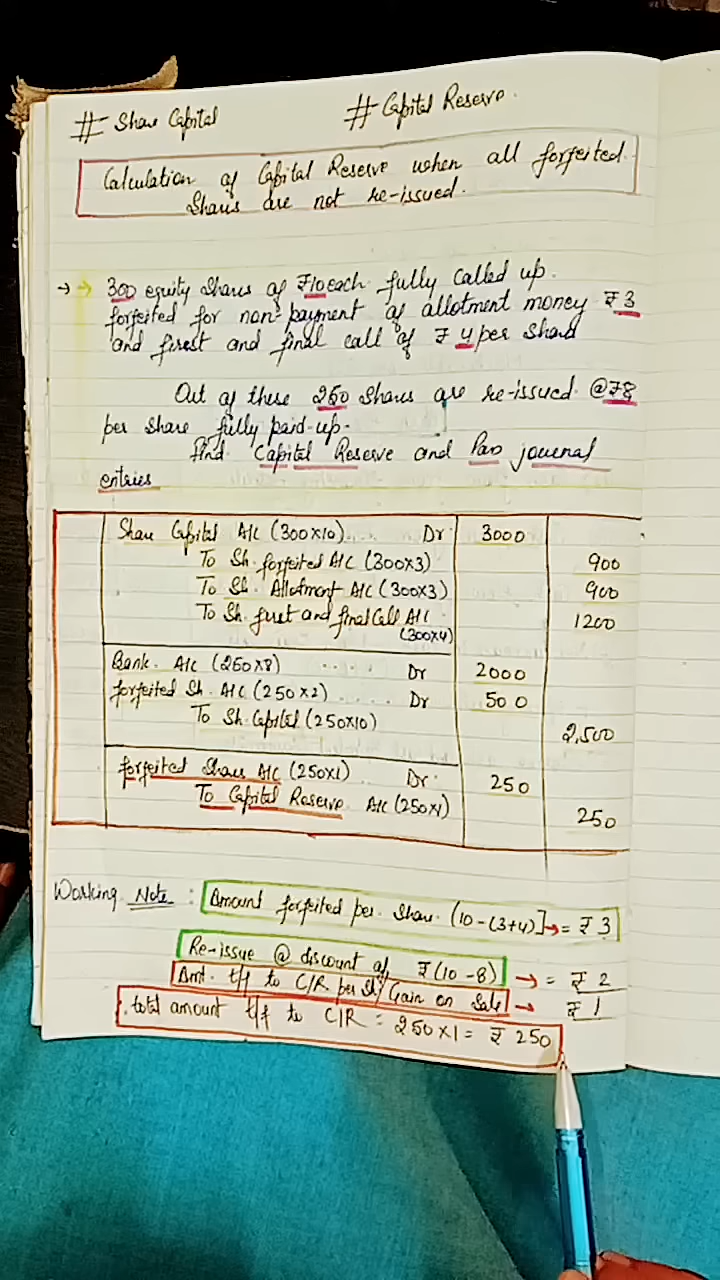 # Share Capital # Capital Reserve.
Calculation of Capital Reserve when all forfeited
Shares are not re-issued.
→ → 300 equity Shares of ₹10 each fully called up.
forfeited for non-payment of allotment money ₹3
and first and final call of ₹ 4 per share
Out of these 250 Shares are re-issued @₹8
per share fully paid-up.
find Capital Reserve and Pass journal
entries
Share Capital A/C (300×10)... Dr. 3000
To Sh. forfeited A/C (300×3) 900
To Sh. Allotment A/C (300×3) 900
To Sh. first and final Call A/C 1200
(300×4)
Bank A/C (250×8) .... Dr 2000
forfeited Sh. A/C (250×2) .... Dr 500
To Sh. Capital (250×10) 2,500
forfeited Shares A/C (250×1).. Dr. 250
To Capital Reserve A/C (250×1) 250
Working Note : Amount forfeited per Share. (10-(3+4)] → = ₹ 3
Re-issue @ discount of ₹(10-8) → = ₹ 2
Amt. t/f to C/R per Sh/Gain on Sale → ₹ 1
total amount t/f to C/R = 250×1 = ₹ 250